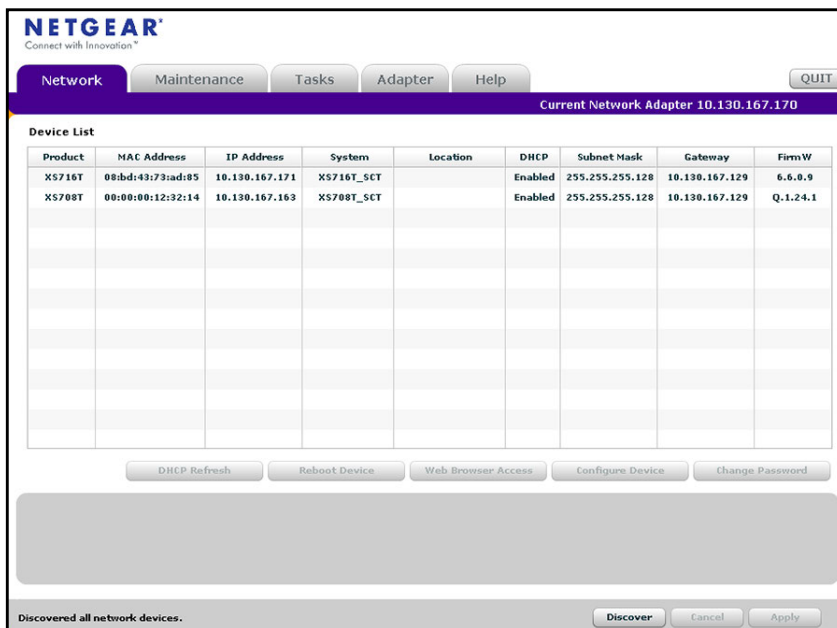 NETGEAR®
Connect with Innovation™
Network Maintenance Tasks Adapter Help QUIT
Current Network Adapter 10.130.167.170
Device List
Product MAC Address IP Address System Location DHCP Subnet Mask Gateway FirmW
XS716T 08:bd:43:73:ad:85 10.130.167.171 XS716T_SCT Enabled 255.255.255.128 10.130.167.129 6.6.0.9
XS708T 00:00:00:12:32:14 10.130.167.163 XS708T_SCT Enabled 255.255.255.128 10.130.167.129 Q.1.24.1
DHCP Refresh Reboot Device Web Browser Access Configure Device Change Password
Discovered all network devices. Discover Cancel Apply